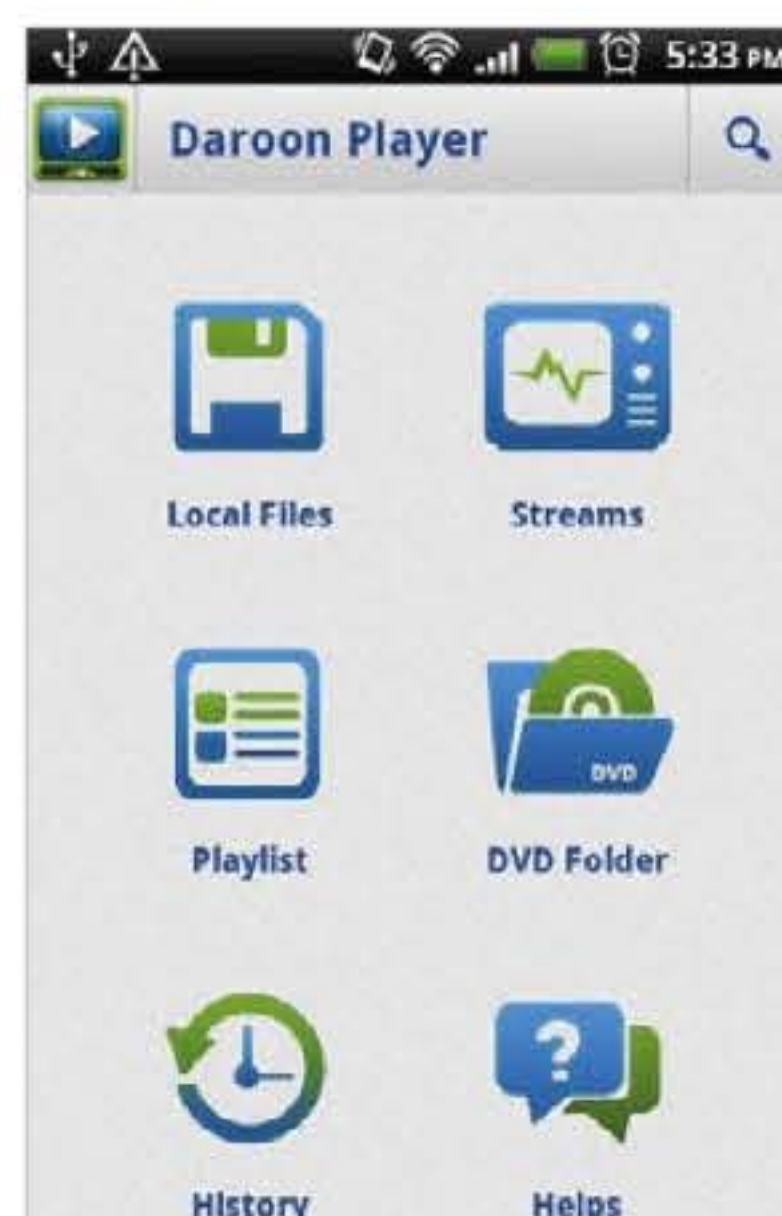 5:33 PM
Daroon Player
Local Files
Streams
Playlist
DVD
DVD Folder
History
Helps